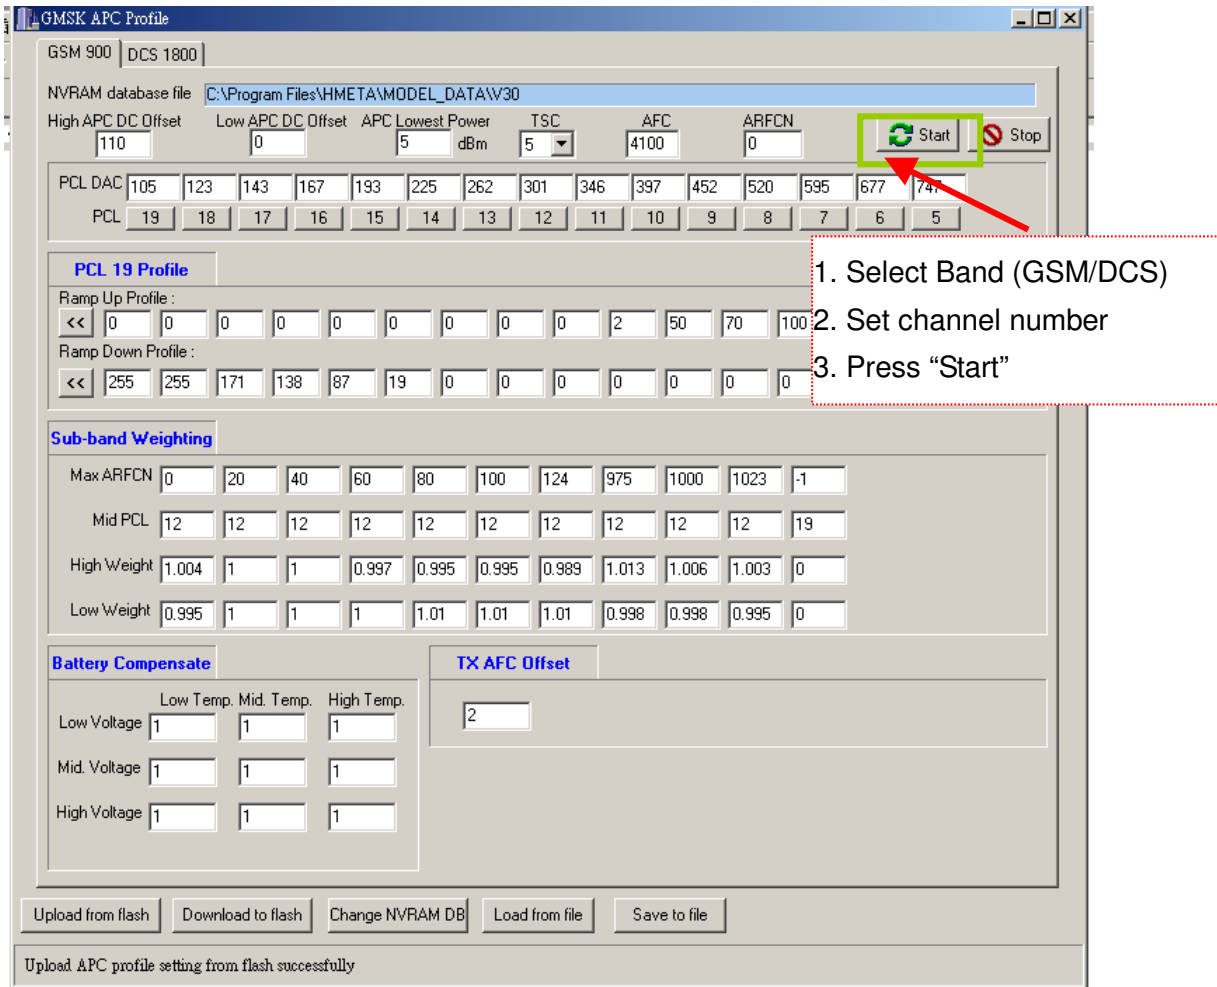 GMSK APC Profile
GSM 900 DCS 1800
NVRAM database file C:\Program Files\HMETA\MODEL_DATA\V30
High APC DC Offset Low APC DC Offset APC Lowest Power TSC AFC ARFCN
110 0 5 dBm 5 4100 0 Start Stop
PCL DAC 105 123 143 167 193 225 262 301 346 397 452 520 595 677 747
PCL 19 18 17 16 15 14 13 12 11 10 9 8 7 6 5
PCL 19 Profile
Ramp Up Profile :
<< 0 0 0 0 0 0 0 0 0 2 50 70 100
Ramp Down Profile :
<< 255 255 171 138 87 19 0 0 0 0 0 0 0
1. Select Band (GSM/DCS)
2. Set channel number
3. Press “Start”
Sub-band Weighting
Max ARFCN 0 20 40 60 80 100 124 975 1000 1023 -1
Mid PCL 12 12 12 12 12 12 12 12 12 12 19
High Weight 1.004 1 1 0.997 0.995 0.995 0.989 1.013 1.006 1.003 0
Low Weight 0.995 1 1 1 1.01 1.01 1.01 0.998 0.998 0.995 0
Battery Compensate
Low Temp. Mid. Temp. High Temp.
Low Voltage 1 1 1
Mid. Voltage 1 1 1
High Voltage 1 1 1
TX AFC Offset
2
Upload from flash Download to flash Change NVRAM DB Load from file Save to file
Upload APC profile setting from flash successfully